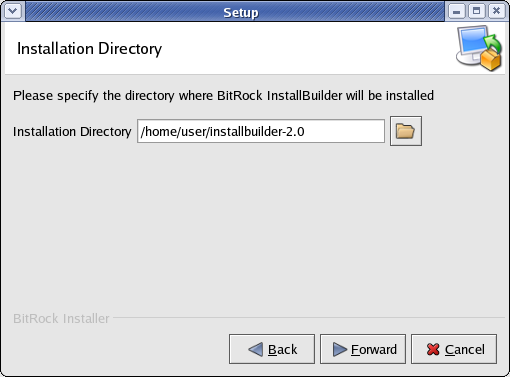 Setup
Installation Directory
Please specify the directory where BitRock InstallBuilder will be installed
Installation Directory /home/user/installbuilder-2.0
BitRock Installer
Back Forward Cancel